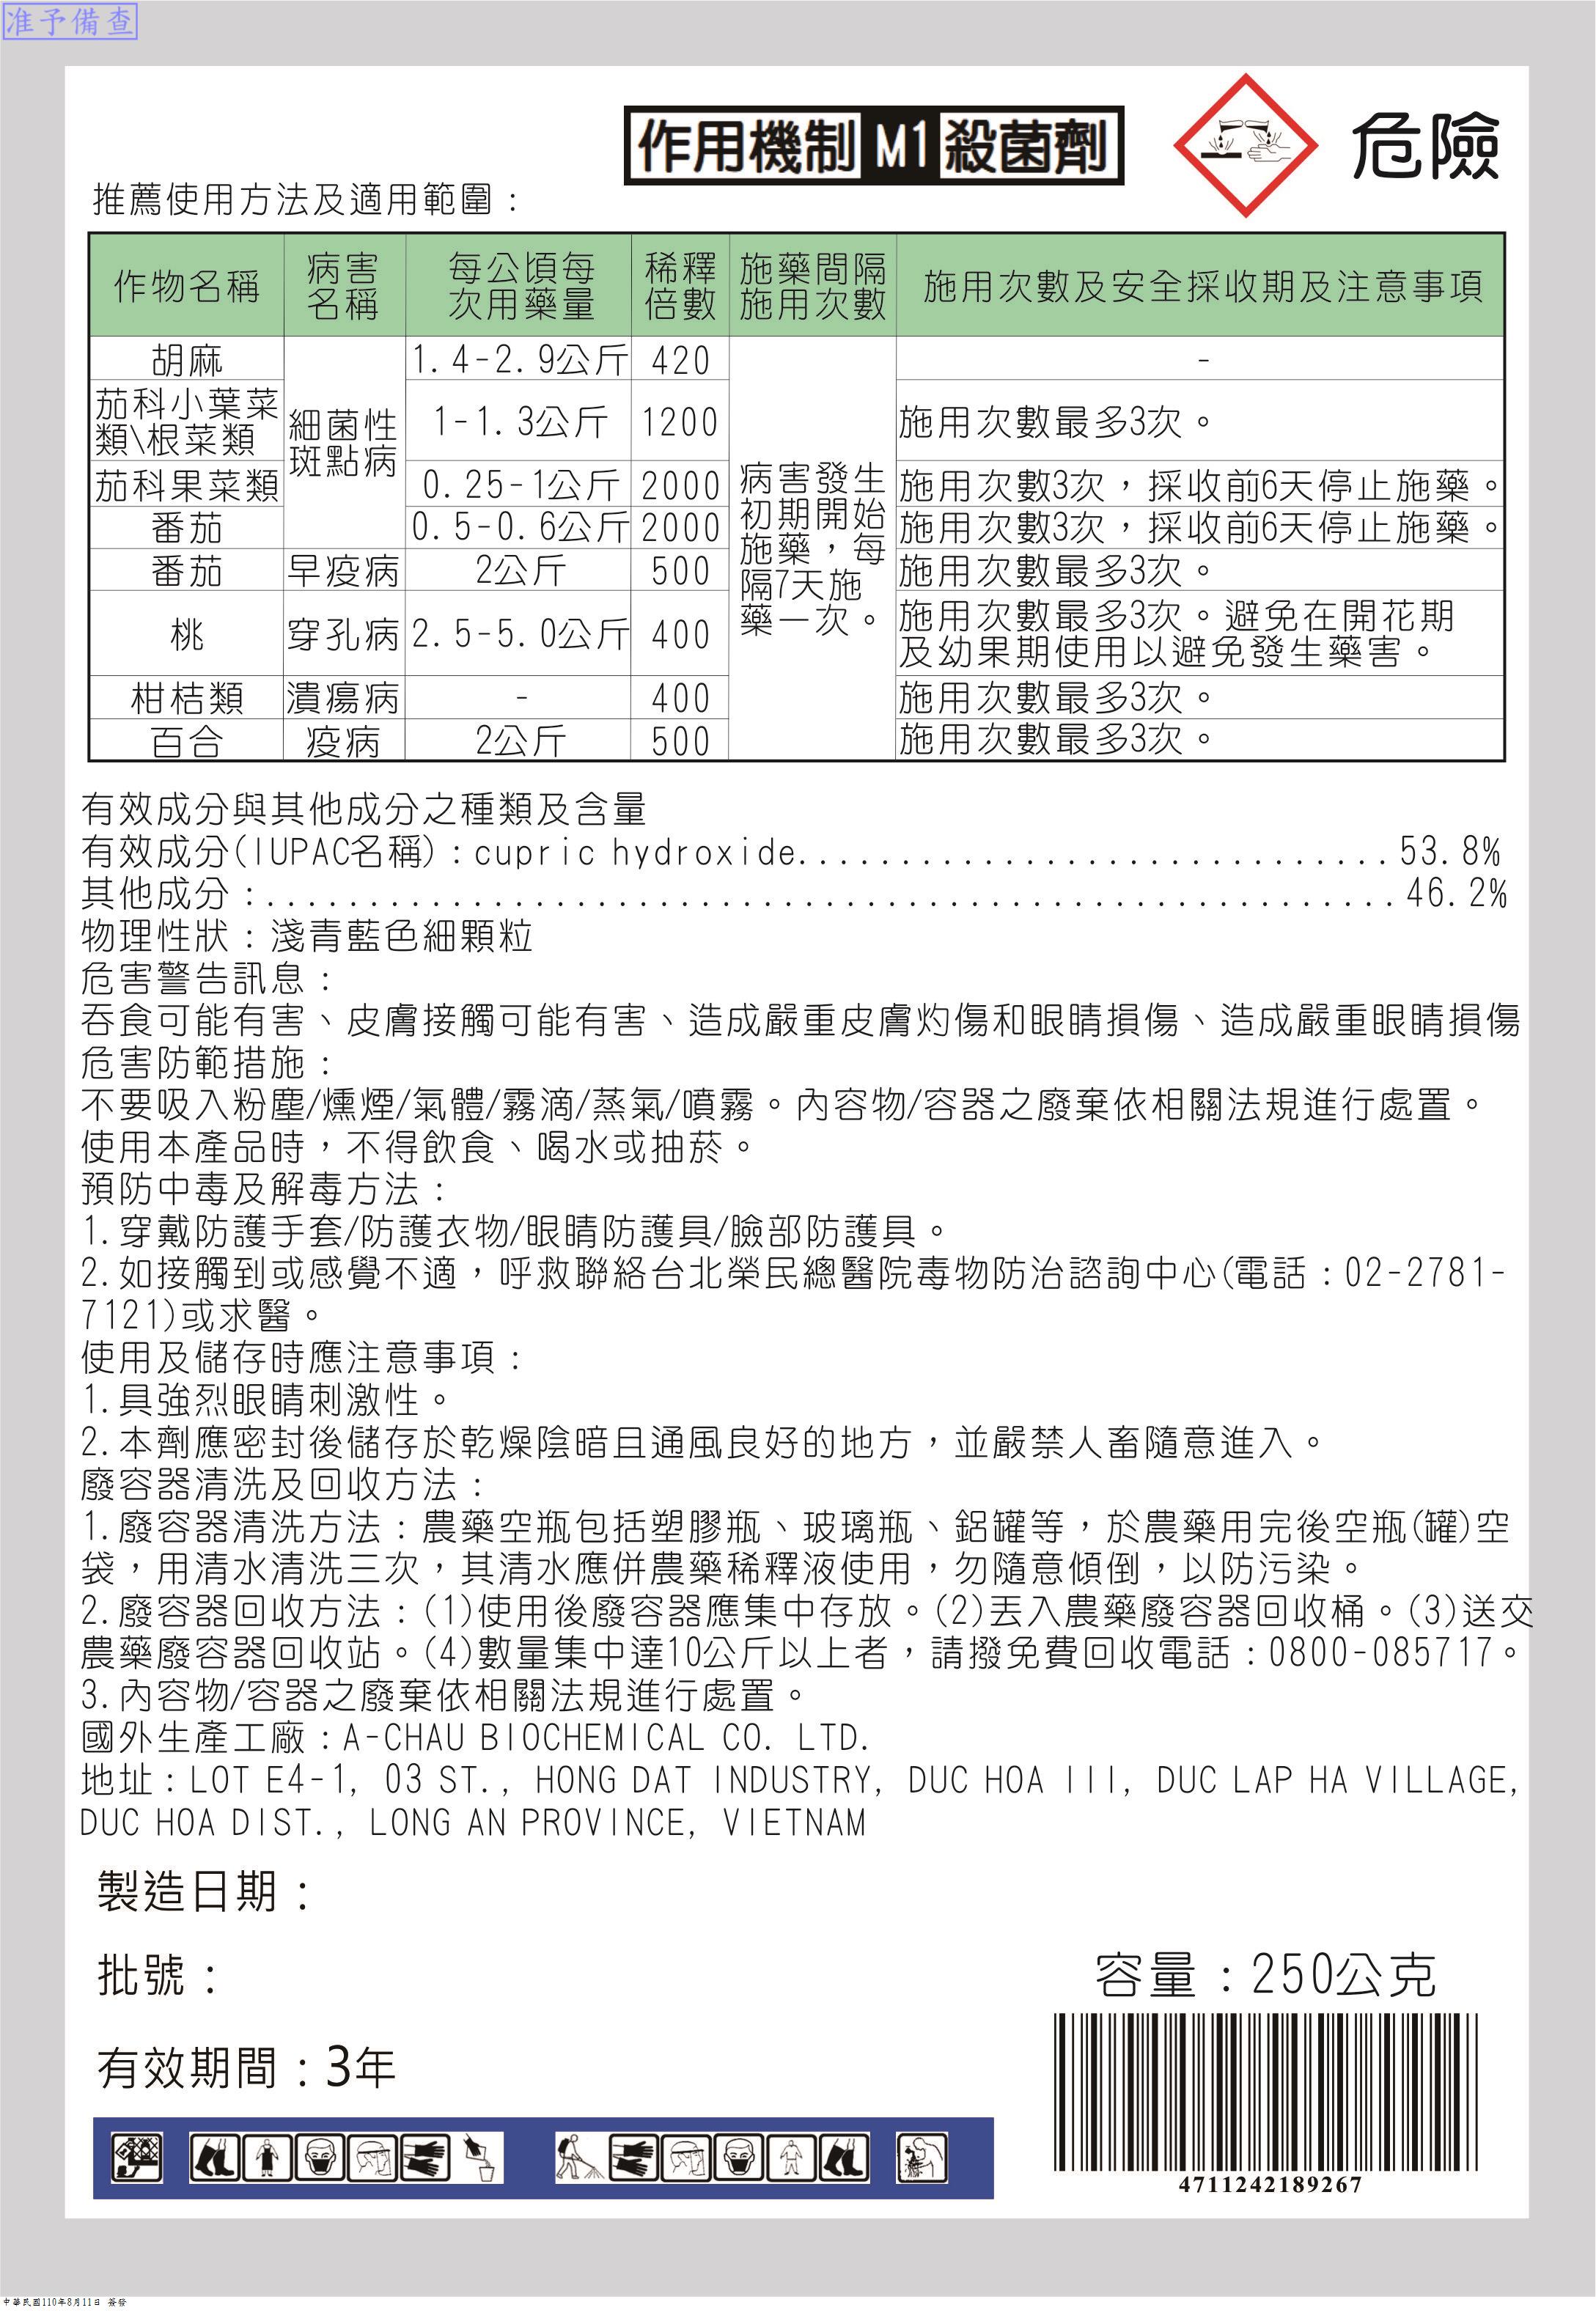 准予備查
作用機制 M1 殺菌劑
危險
推薦使用方法及適用範圍：
作物名稱 病害名稱 每公頃每次用藥量 稀釋倍數 施藥間隔施用次數 施用次數及安全採收期及注意事項
胡麻 細菌性斑點病 1.4-2.9公斤 420 病害發生初期開始施藥，每隔7天施藥一次。 -
茄科小葉菜類\根菜類 1-1.3公斤 1200 施用次數最多3次。
茄科果菜類 0.25-1公斤 2000 施用次數3次，採收前6天停止施藥。
番茄 0.5-0.6公斤 2000 施用次數3次，採收前6天停止施藥。
番茄 早疫病 2公斤 500 施用次數最多3次。
桃 穿孔病 2.5-5.0公斤 400 施用次數最多3次。避免在開花期及幼果期使用以避免發生藥害。
柑桔類 潰瘍病 - 400 施用次數最多3次。
百合 疫病 2公斤 500 施用次數最多3次。
有效成分與其他成分之種類及含量
有效成分(IUPAC名稱)：cupric hydroxide............................53.8%
其他成分：......................................................46.2%
物理性狀：淺青藍色細顆粒
危害警告訊息：
吞食可能有害、皮膚接觸可能有害、造成嚴重皮膚灼傷和眼睛損傷、造成嚴重眼睛損傷
危害防範措施：
不要吸入粉塵/燻煙/氣體/霧滴/蒸氣/噴霧。內容物/容器之廢棄依相關法規進行處置。
使用本產品時，不得飲食、喝水或抽菸。
預防中毒及解毒方法：
1.穿戴防護手套/防護衣物/眼睛防護具/臉部防護具。
2.如接觸到或感覺不適，呼救聯絡台北榮民總醫院毒物防治諮詢中心(電話：02-2781-
7121)或求醫。
使用及儲存時應注意事項：
1.具強烈眼睛刺激性。
2.本劑應密封後儲存於乾燥陰暗且通風良好的地方，並嚴禁人畜隨意進入。
廢容器清洗及回收方法：
1.廢容器清洗方法：農藥空瓶包括塑膠瓶、玻璃瓶、鋁罐等，於農藥用完後空瓶(罐)空
袋，用清水清洗三次，其清水應併農藥稀釋液使用，勿隨意傾倒，以防污染。
2.廢容器回收方法：(1)使用後廢容器應集中存放。(2)丟入農藥廢容器回收桶。(3)送交
農藥廢容器回收站。(4)數量集中達10公斤以上者，請撥免費回收電話：0800-085717。
3.內容物/容器之廢棄依相關法規進行處置。
國外生產工廠：A-CHAU BIOCHEMICAL CO. LTD.
地址：LOT E4-1, 03 ST., HONG DAT INDUSTRY, DUC HOA III, DUC LAP HA VILLAGE,
DUC HOA DIST., LONG AN PROVINCE, VIETNAM
製造日期：
批號：
容量：250公克
有效期間：3年
4711242189267
中華民國110年8月11日 簽發